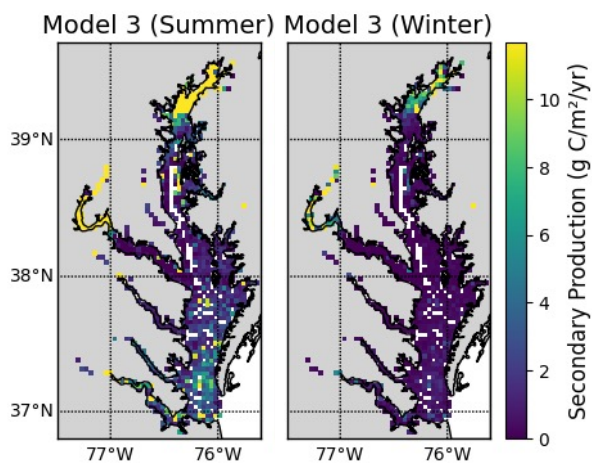 Model 3 (Summer)
Model 3 (Winter)
39°N
38°N
37°N
77°W
76°W
77°W
76°W
10
8
6
4
2
0
Secondary Production (g C/m²/yr)